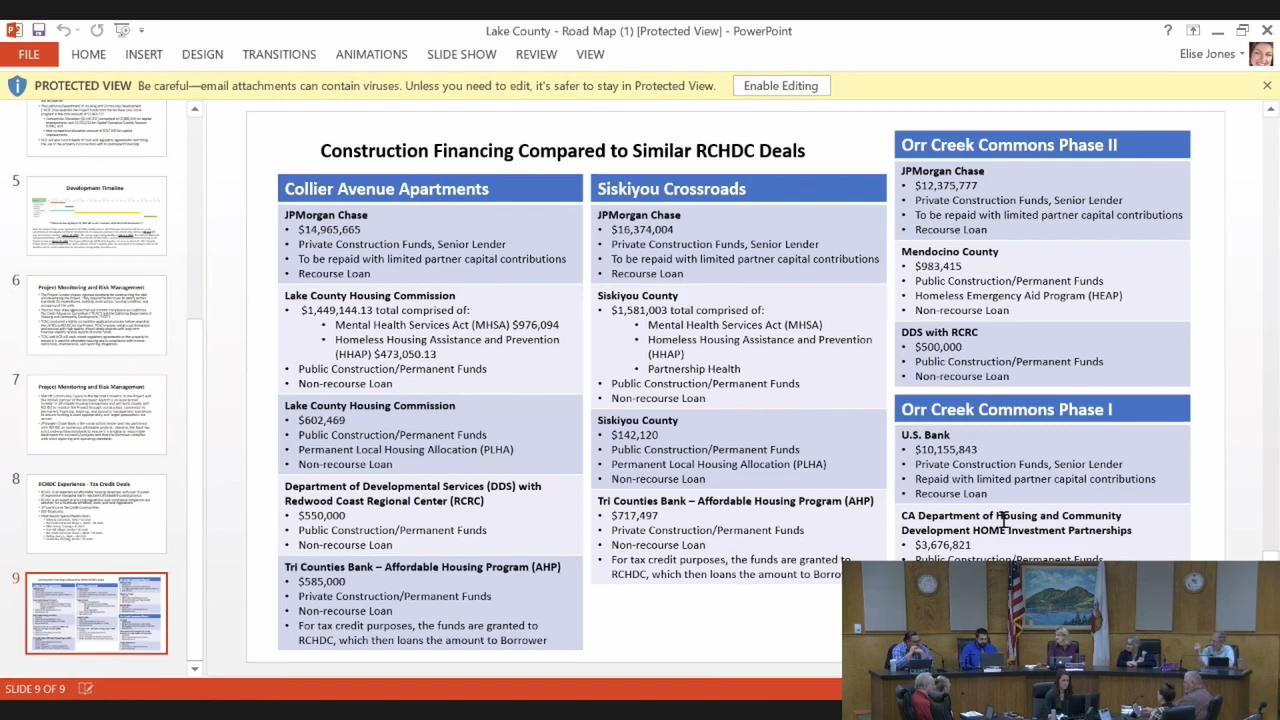 Lake County - Road Map (1) [Protected View] - PowerPoint
FILE HOME INSERT DESIGN TRANSITIONS ANIMATIONS SLIDE SHOW REVIEW VIEW
Elise Jones
PROTECTED VIEW Be careful—email attachments can contain viruses. Unless you need to edit, it's safer to stay in Protected View. Enable Editing
5
Development Timeline
6
Project Monitoring and Risk Management
7
Project Monitoring and Risk Management
8
RCHDC Experience - Tax Credit Deals
9
Construction Financing Compared to Similar RCHDC Deals
Collier Avenue Apartments
JPMorgan Chase
• $14,965,665
• Private Construction Funds, Senior Lender
• To be repaid with limited partner capital contributions
• Recourse Loan
Lake County Housing Commission
• $1,449,144.13 total comprised of:
• Mental Health Services Act (MHSA) $976,094
• Homeless Housing Assistance and Prevention
(HHAP) $473,050.13
• Public Construction/Permanent Funds
• Non-recourse Loan
Lake County Housing Commission
• $602,469
• Public Construction/Permanent Funds
• Permanent Local Housing Allocation (PLHA)
• Non-recourse Loan
Department of Developmental Services (DDS) with
Redwood Coast Regional Center (RCRC)
• $550,000
• Public Construction/Permanent Funds
• Non-recourse Loan
Tri Counties Bank – Affordable Housing Program (AHP)
• $585,000
• Private Construction/Permanent Funds
• Non-recourse Loan
• For tax credit purposes, the funds are granted to
RCHDC, which then loans the amount to Borrower
Siskiyou Crossroads
JPMorgan Chase
• $16,374,004
• Private Construction Funds, Senior Lender
• To be repaid with limited partner capital contributions
• Recourse Loan
Siskiyou County
• $1,581,003 total comprised of:
• Mental Health Services Act (MHSA)
• Homeless Housing Assistance and Prevention
(HHAP)
• Partnership Health
• Public Construction/Permanent Funds
• Non-recourse Loan
Siskiyou County
• $142,120
• Public Construction/Permanent Funds
• Permanent Local Housing Allocation (PLHA)
• Non-recourse Loan
Tri Counties Bank – Affordable Housing Program (AHP)
• $717,497
• Private Construction/Permanent Funds
• Non-recourse Loan
• For tax credit purposes, the funds are granted to
RCHDC, which then loans the amount to Borro
Orr Creek Commons Phase II
JPMorgan Chase
• $12,375,777
• Private Construction Funds, Senior Lender
• To be repaid with limited partner capital contributions
• Recourse Loan
Mendocino County
• $983,415
• Public Construction/Permanent Funds
• Homeless Emergency Aid Program (HEAP)
• Non-recourse Loan
DDS with RCRC
• $500,000
• Public Construction/Permanent Funds
• Non-recourse Loan
Orr Creek Commons Phase I
U.S. Bank
• $10,155,843
• Private Construction Funds, Senior Lender
• Repaid with limited partner capital contributions
• Recourse Loan
CA Department of Housing and Community
Development HOME Investment Partnerships
• $3,676,821
• Public Construction/Permanent Funds
SLIDE 9 OF 9